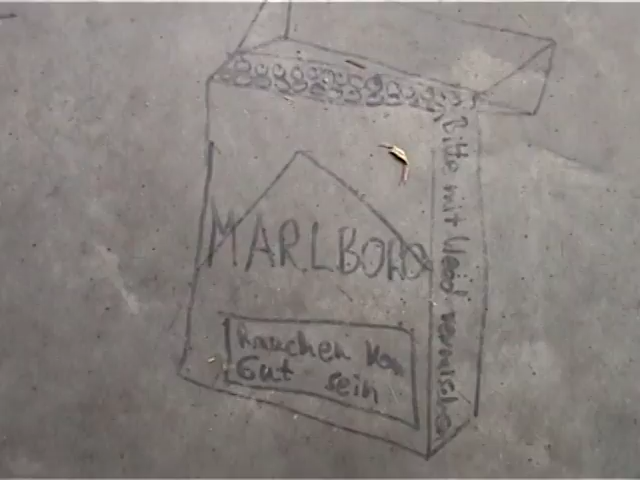 MARLBORO
Rauchen kan
Gut sein
Bitte mit Weed vermischen